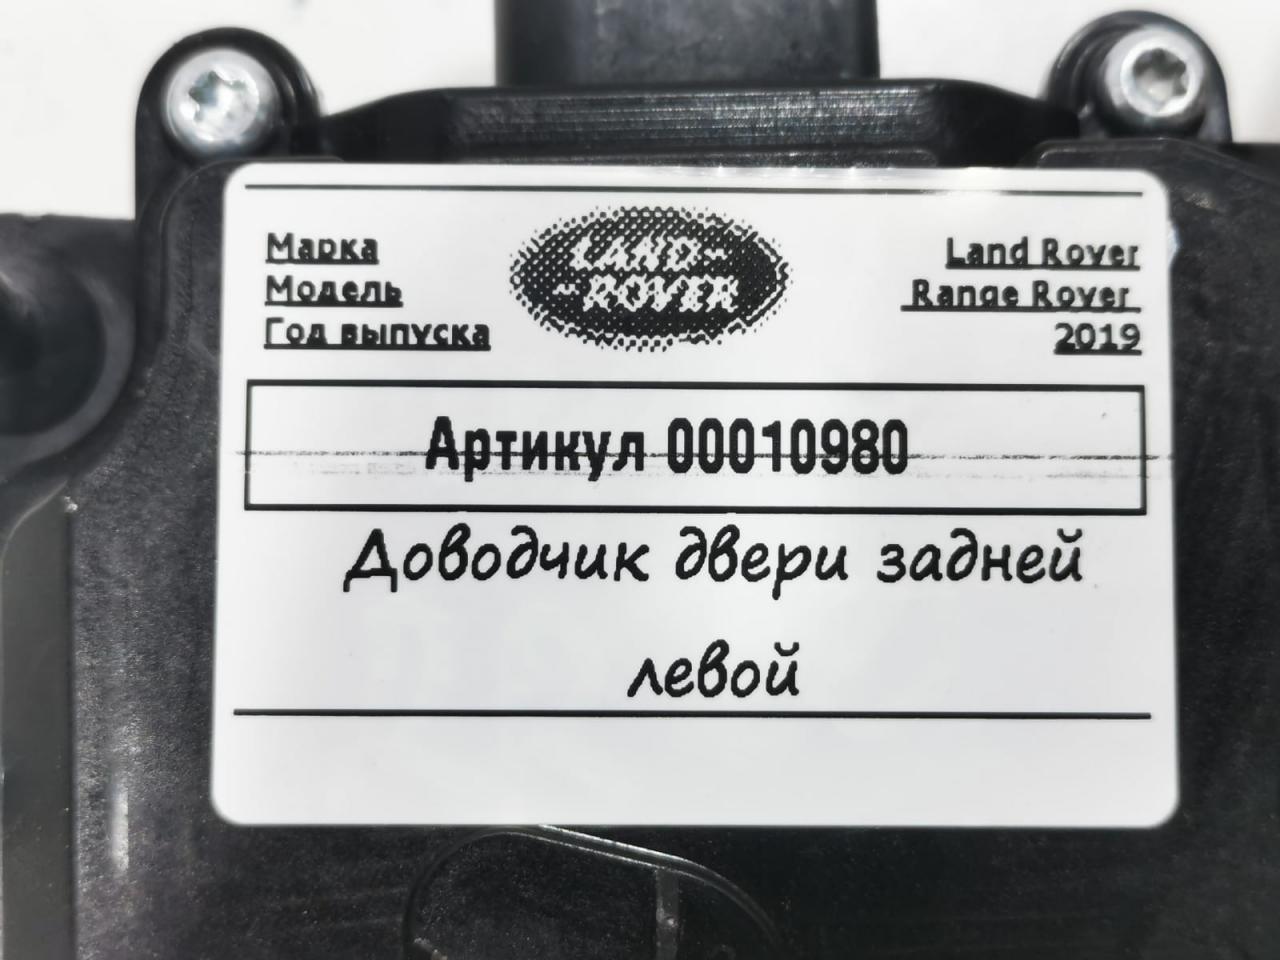 Марка
Модель
Год выпуска
LAND-
-ROVER
Land Rover
Range Rover
2019
Артикул 00010980
Доводчик двери задней
левой